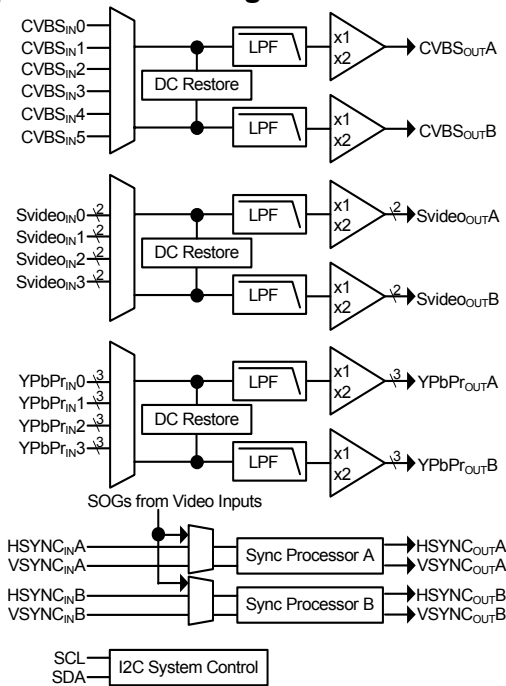 CVBSIN0
CVBSIN1
CVBSIN2
CVBSIN3
CVBSIN4
CVBSIN5
DC Restore
LPF
x1
x2
CVBSOUTA
LPF
x1
x2
CVBSOUTB
SvideoIN0
SvideoIN1
SvideoIN2
SvideoIN3
2
2
2
2
DC Restore
LPF
x1
x2
2
SvideoOUTA
LPF
x1
x2
2
SvideoOUTB
YPbPrIN0
YPbPrIN1
YPbPrIN2
YPbPrIN3
3
3
3
3
DC Restore
LPF
x1
x2
3
YPbPrOUTA
LPF
x1
x2
3
YPbPrOUTB
SOGs from Video Inputs
HSYNCINA
VSYNCINA
Sync Processor A
HSYNCOUTA
VSYNCOUTA
HSYNCINB
VSYNCINB
Sync Processor B
HSYNCOUTB
VSYNCOUTB
SCL
SDA
I2C System Control